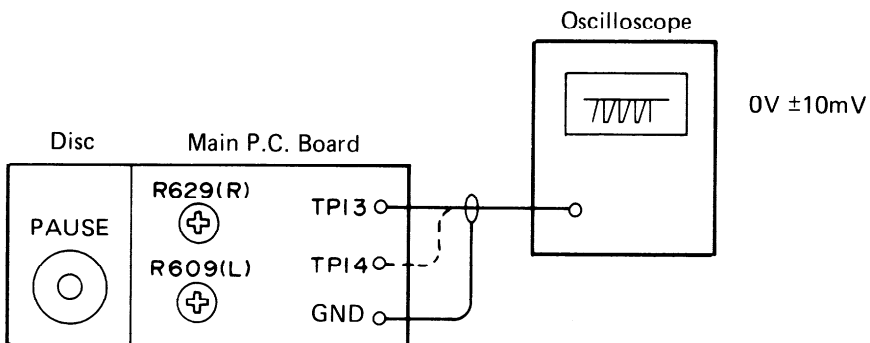 Oscilloscope
0V ±10mV
Disc
Main P.C. Board
PAUSE
R629(R)
R609(L)
TP13
TP14
GND